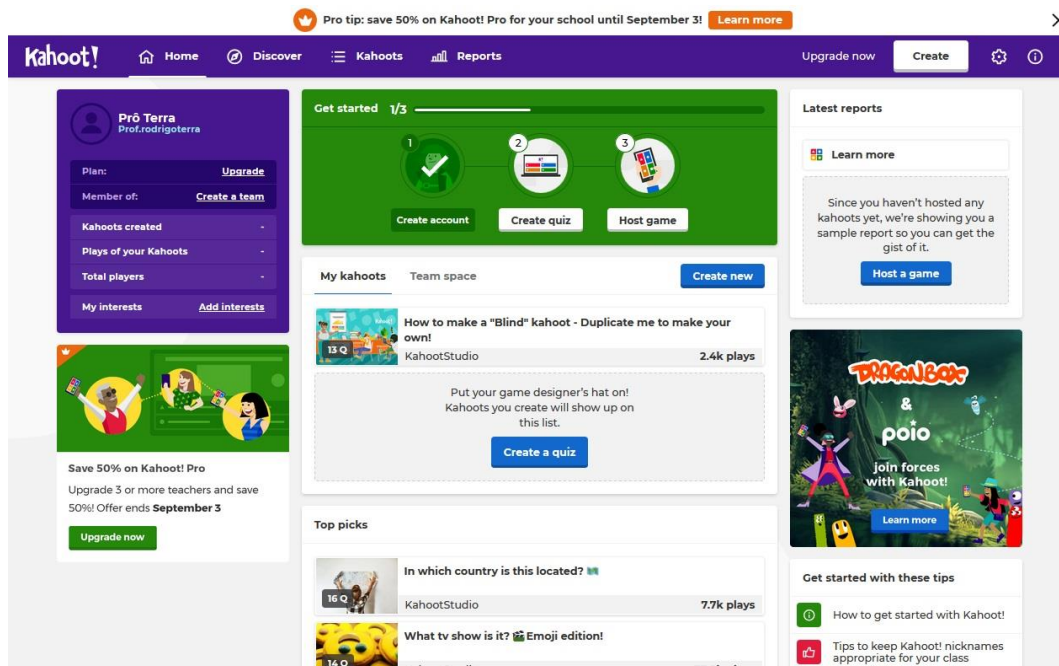 Pro tip: save 50% on Kahoot! Pro for your school until September 3! Learn more
Kahoot! Home Discover Kahoots Reports Upgrade now Create
Prô Terra
Prof.rodrigoterra
Plan: Upgrade
Member of: Create a team
Kahoots created -
Plays of your Kahoots -
Total players -
My interests Add interests
Save 50% on Kahoot! Pro
Upgrade 3 or more teachers and save
50%! Offer ends September 3
Upgrade now
Get started 1/3
1 2 3
Create account Create quiz Host game
My kahoots Team space Create new
How to make a "Blind" kahoot - Duplicate me to make your
own!
13 Q
KahootStudio 2.4k plays
Put your game designer's hat on!
Kahoots you create will show up on
this list.
Create a quiz
Top picks
In which country is this located?
16 Q
KahootStudio 7.7k plays
What tv show is it? Emoji edition!
14 Q
Latest reports
Learn more
Since you haven't hosted any
kahoots yet, we're showing you a
sample report so you can get the
gist of it.
Host a game
DRAGONBOX
&
poio
join forces
with Kahoot!
Learn more
Get started with these tips
How to get started with Kahoot!
Tips to keep Kahoot! nicknames
appropriate for your class